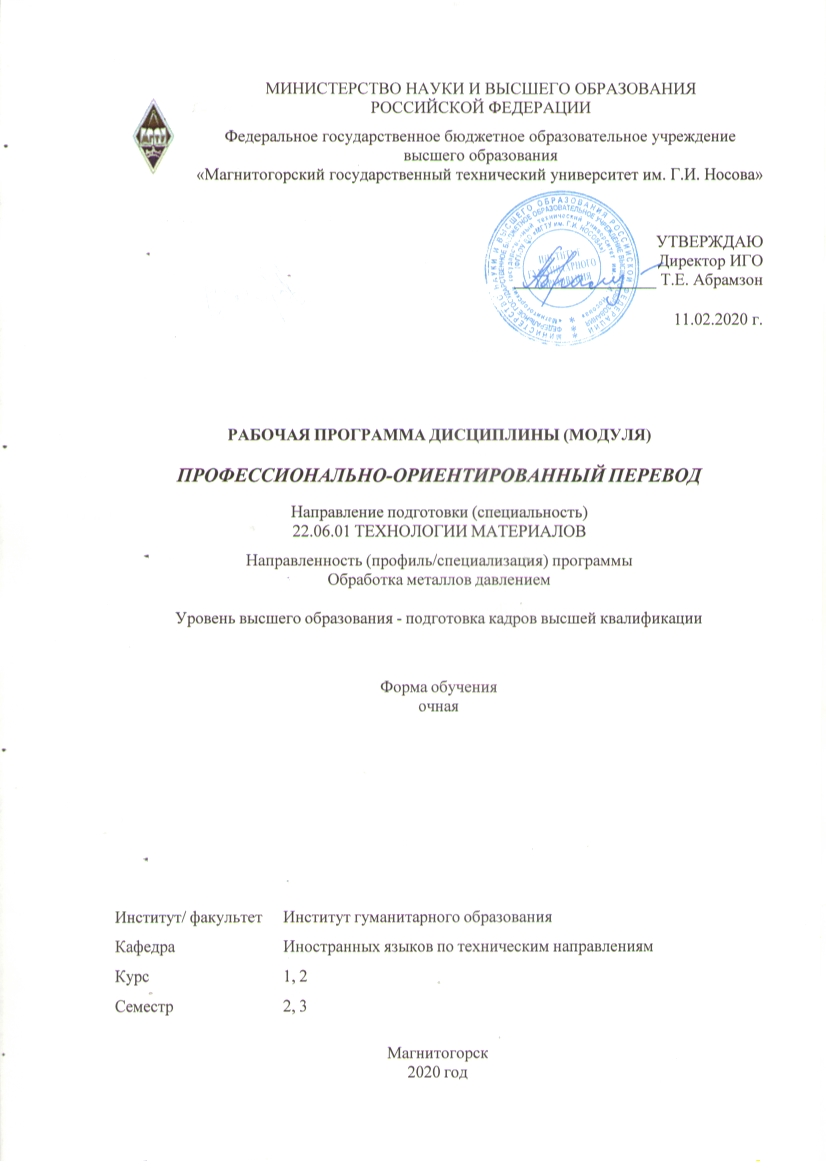 МИНИСТЕРСТВО НАУКИ И ВЫСШЕГО ОБРАЗОВАНИЯ
РОССИЙСКОЙ ФЕДЕРАЦИИ
Федеральное государственное бюджетное образовательное учреждение
высшего образования
«Магнитогорский государственный технический университет им. Г.И. Носова»
УТВЕРЖДАЮ
Директор ИГО
Т.Е. Абрамзон
11.02.2020 г.
РАБОЧАЯ ПРОГРАММА ДИСЦИПЛИНЫ (МОДУЛЯ)
ПРОФЕССИОНАЛЬНО-ОРИЕНТИРОВАННЫЙ ПЕРЕВОД
Направление подготовки (специальность)
22.06.01 ТЕХНОЛОГИИ МАТЕРИАЛОВ
Направленность (профиль/специализация) программы
Обработка металлов давлением
Уровень высшего образования - подготовка кадров высшей квалификации
Форма обучения
очная
Институт/ факультет Институт гуманитарного образования
Кафедра Иностранных языков по техническим направлениям
Курс 1, 2
Семестр 2, 3
Магнитогорск
2020 год